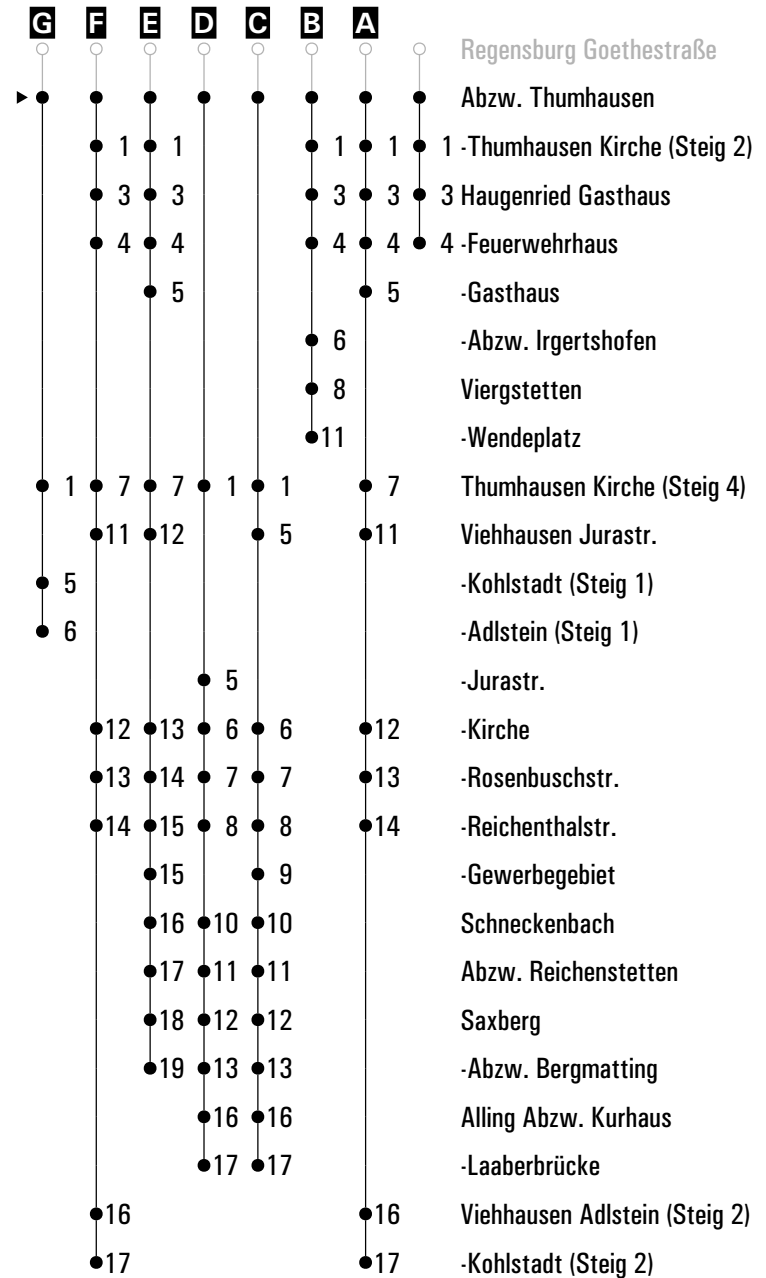 G F E D C B A
Regensburg Goethestraße
Abzw. Thumhausen
1 1 1 1 1 -Thumhausen Kirche (Steig 2)
3 3 3 3 3 Haugenried Gasthaus
4 4 4 4 4 -Feuerwehrhaus
5 5 -Gasthaus
6 -Abzw. Irgertshofen
8 Viergstetten
11 -Wendeplatz
1 7 7 1 1 7 Thumhausen Kirche (Steig 4)
11 12 5 11 Viehhausen Jurastr.
5 -Kohlstadt (Steig 1)
6 -Adlstein (Steig 1)
5 -Jurastr.
12 13 6 6 12 -Kirche
13 14 7 7 13 -Rosenbuschstr.
14 15 8 8 14 -Reichenthalstr.
15 9 -Gewerbegebiet
16 10 10 Schneckenbach
17 11 11 Abzw. Reichenstetten
18 12 12 Saxberg
19 13 13 -Abzw. Bergmatting
16 16 Alling Abzw. Kurhaus
17 17 -Laaberbrücke
16 16 Viehhausen Adlstein (Steig 2)
17 17 -Kohlstadt (Steig 2)